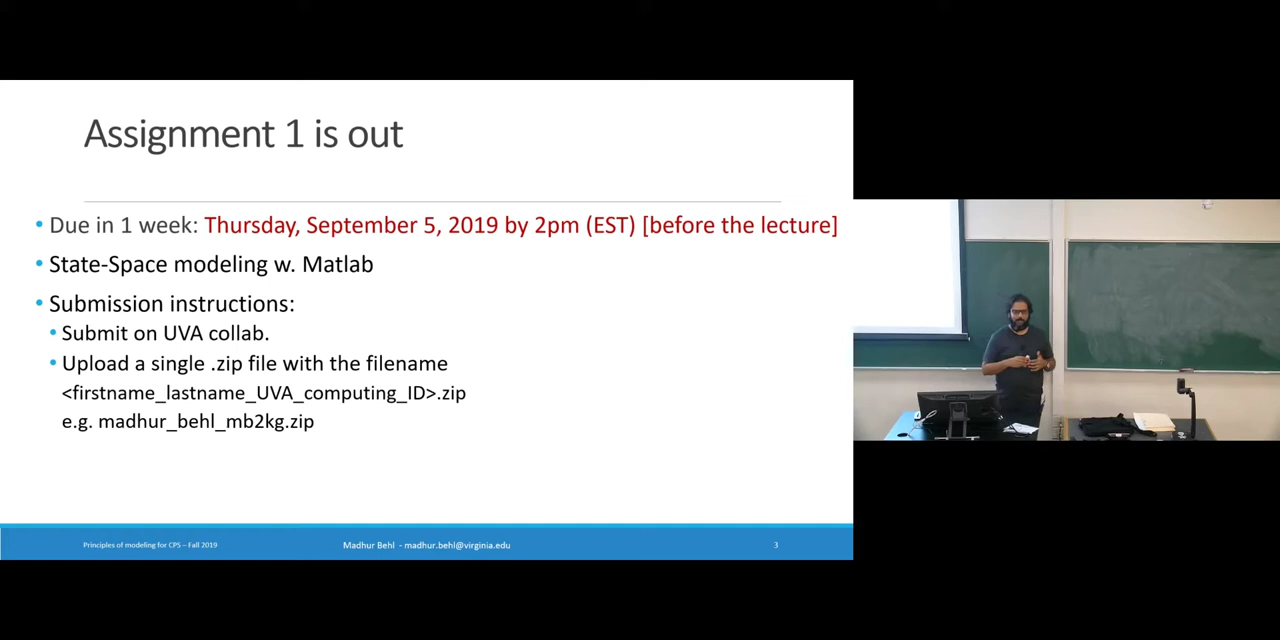 Assignment 1 is out
• Due in 1 week: Thursday, September 5, 2019 by 2pm (EST) [before the lecture]
• State-Space modeling w. Matlab
• Submission instructions:
• Submit on UVA collab.
• Upload a single .zip file with the filename
<firstname_lastname_UVA_computing_ID>.zip
e.g. madhur_behl_mb2kg.zip
Principles of modeling for CPS – Fall 2019
Madhur Behl - madhur.behl@virginia.edu
3